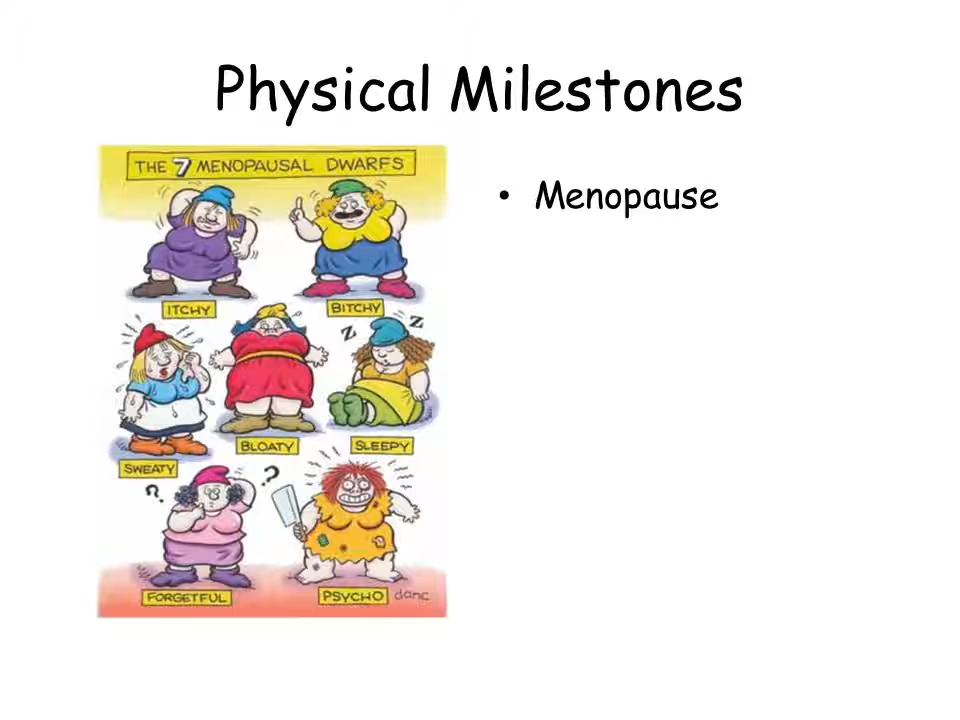 Physical Milestones
THE 7 MENOPAUSAL DWARFS
• Menopause
ITCHY
BITCHY
Z Z
BLOATY
SLEEPY
SWEATY
? ?
FORGETFUL
PSYCHO
danc